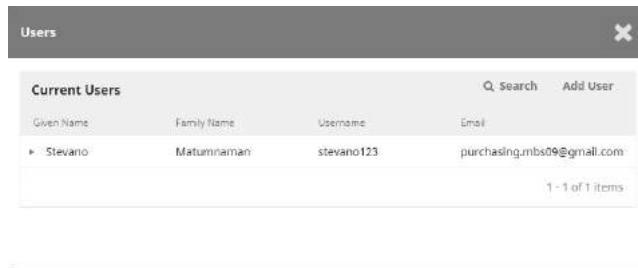 Users
Current Users Search Add User
Given Name Family Name Username Email
Stevano Matumnaman stevano123 purchasing.mbs09@gmail.com
1 - 1 of 1 items